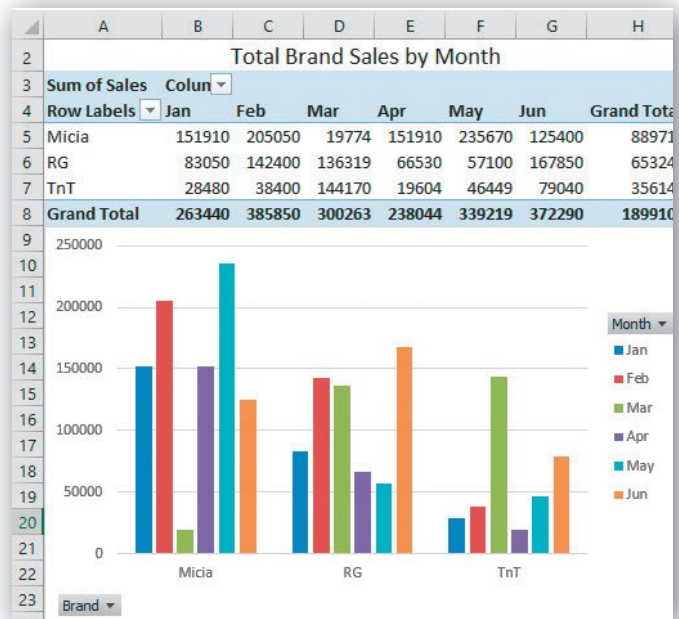 A B C D E F G H
2 Total Brand Sales by Month
3 Sum of Sales Colun
4 Row Labels Jan Feb Mar Apr May Jun Grand Tota
5 Micia 151910 205050 19774 151910 235670 125400 88971
6 RG 83050 142400 136319 66530 57100 167850 65324
7 TnT 28480 38400 144170 19604 46449 79040 35614
8 Grand Total 263440 385850 300263 238044 339219 372290 189910
9 250000
10
11
12 200000 Month
13 Jan
14 150000
15 Feb
16 100000 Mar
17 Apr
18 May
19 50000 Jun
20
21 0
22 Micia RG TnT
23 Brand